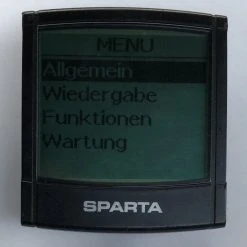 MENU
Allgemein
Wiedergabe
Funktionen
Wartung
SPARTA